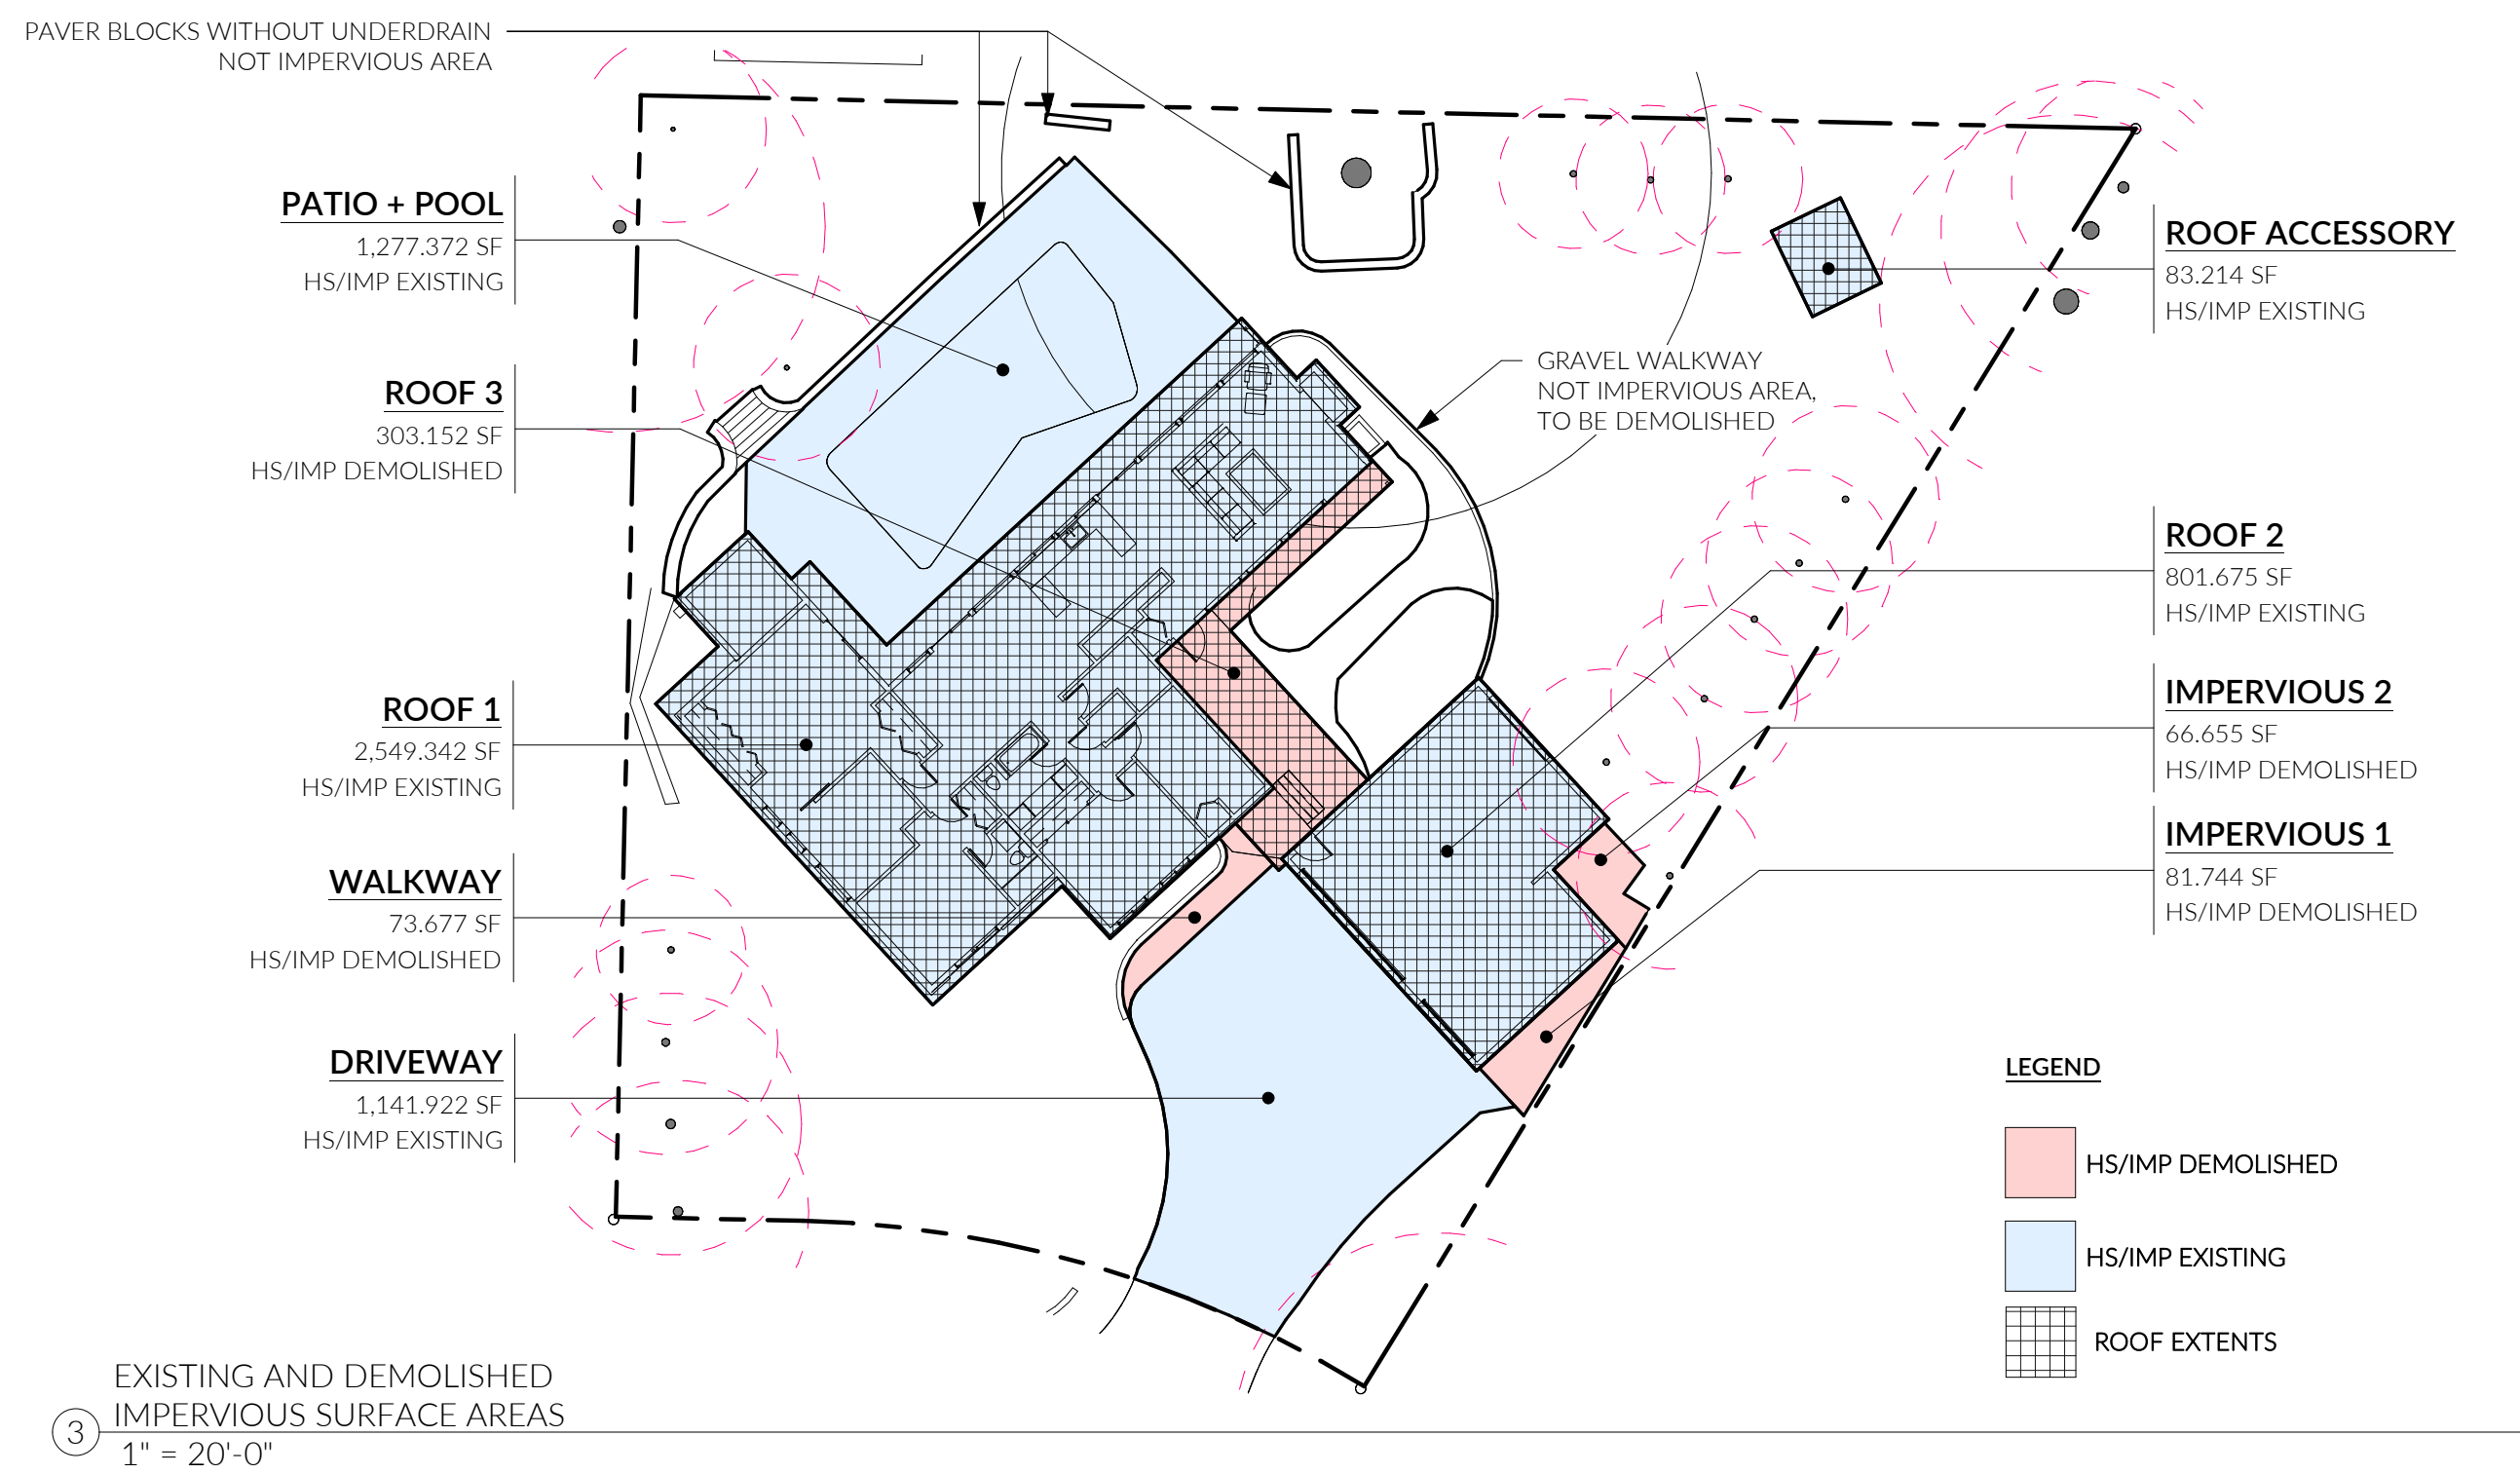 PAVER BLOCKS WITHOUT UNDERDRAIN
NOT IMPERVIOUS AREA
PATIO + POOL
1,277.372 SF
HS/IMP EXISTING
ROOF 3
303.152 SF
HS/IMP DEMOLISHED
ROOF 1
2,549.342 SF
HS/IMP EXISTING
WALKWAY
73.677 SF
HS/IMP DEMOLISHED
DRIVEWAY
1,141.922 SF
HS/IMP EXISTING
GRAVEL WALKWAY
NOT IMPERVIOUS AREA,
TO BE DEMOLISHED
ROOF ACCESSORY
83.214 SF
HS/IMP EXISTING
ROOF 2
801.675 SF
HS/IMP EXISTING
IMPERVIOUS 2
66.655 SF
HS/IMP DEMOLISHED
IMPERVIOUS 1
81.744 SF
HS/IMP DEMOLISHED
LEGEND
HS/IMP DEMOLISHED
HS/IMP EXISTING
ROOF EXTENTS
3
EXISTING AND DEMOLISHED
IMPERVIOUS SURFACE AREAS
1" = 20'-0"